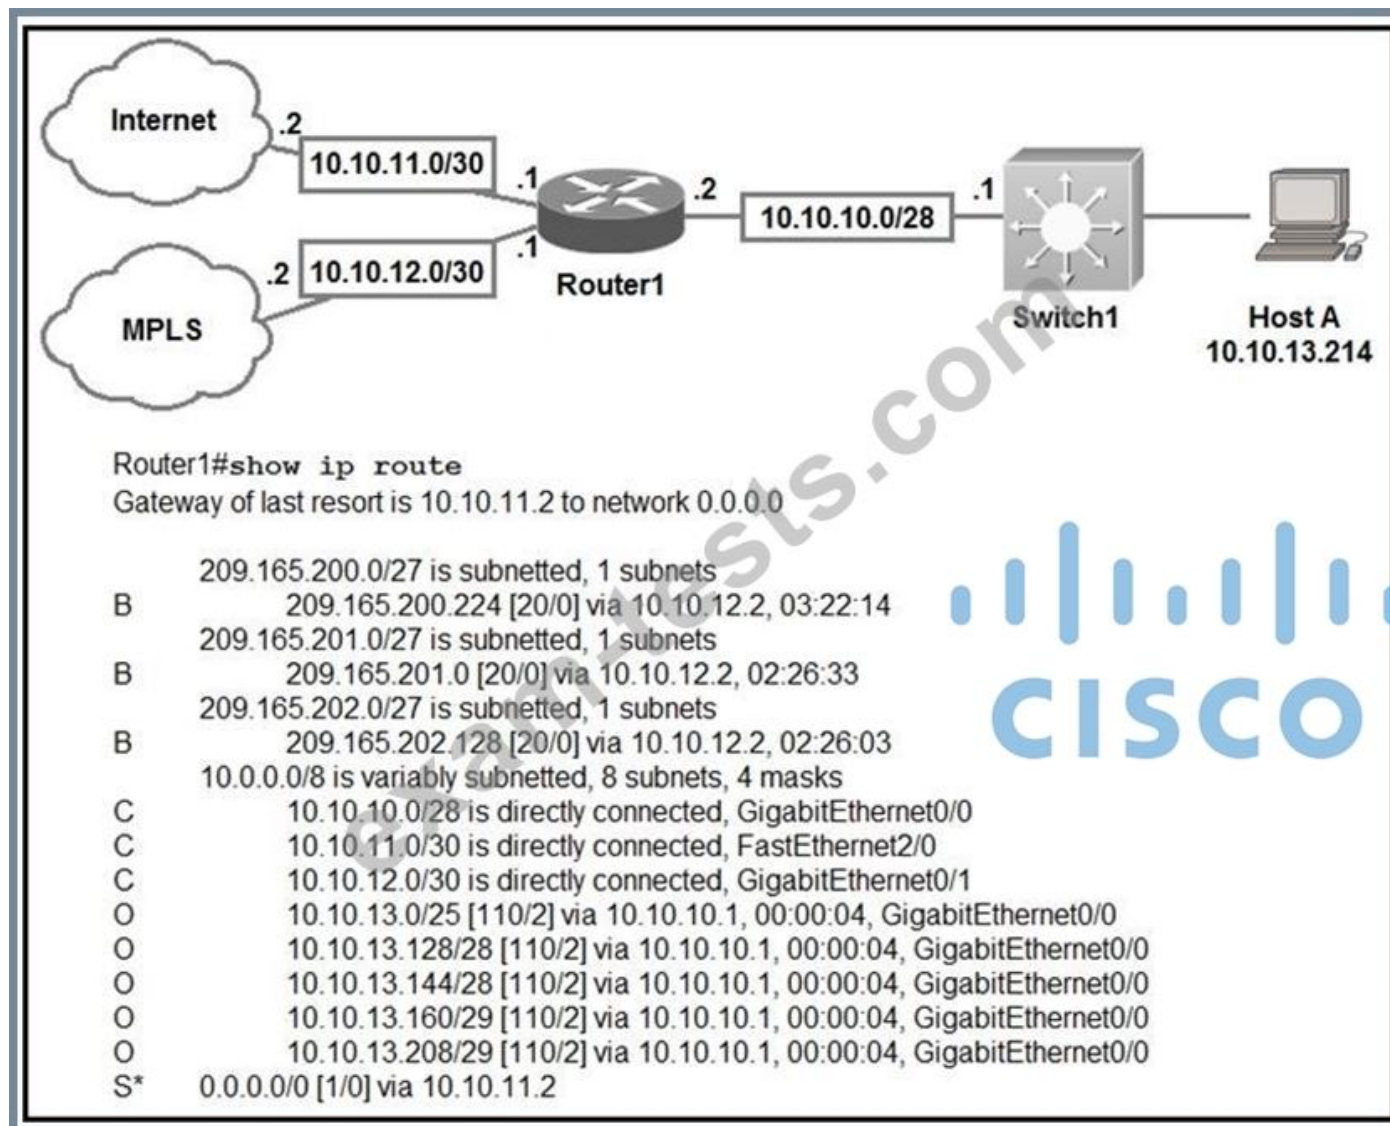 Internet
.2
10.10.11.0/30
.1
.2
10.10.10.0/28
.1
.2
10.10.12.0/30
.1
Router1
MPLS
Switch1
Host A
10.10.13.214
Router1#show ip route
Gateway of last resort is 10.10.11.2 to network 0.0.0.0
209.165.200.0/27 is subnetted, 1 subnets
B 209.165.200.224 [20/0] via 10.10.12.2, 03:22:14
209.165.201.0/27 is subnetted, 1 subnets
B 209.165.201.0 [20/0] via 10.10.12.2, 02:26:33
209.165.202.0/27 is subnetted, 1 subnets
B 209.165.202.128 [20/0] via 10.10.12.2, 02:26:03
10.0.0.0/8 is variably subnetted, 8 subnets, 4 masks
C 10.10.10.0/28 is directly connected, GigabitEthernet0/0
C 10.10.11.0/30 is directly connected, FastEthernet2/0
C 10.10.12.0/30 is directly connected, GigabitEthernet0/1
O 10.10.13.0/25 [110/2] via 10.10.10.1, 00:00:04, GigabitEthernet0/0
O 10.10.13.128/28 [110/2] via 10.10.10.1, 00:00:04, GigabitEthernet0/0
O 10.10.13.144/28 [110/2] via 10.10.10.1, 00:00:04, GigabitEthernet0/0
O 10.10.13.160/29 [110/2] via 10.10.10.1, 00:00:04, GigabitEthernet0/0
O 10.10.13.208/29 [110/2] via 10.10.10.1, 00:00:04, GigabitEthernet0/0
S* 0.0.0.0/0 [1/0] via 10.10.11.2
CISCO
exam-tests.com